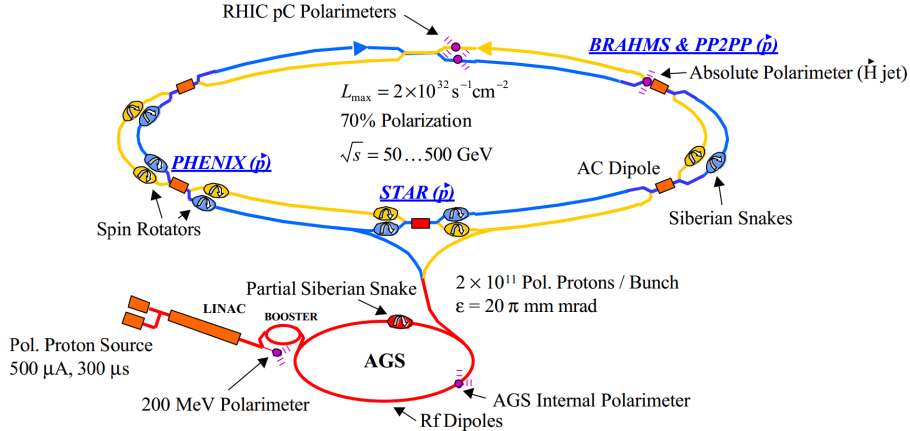 RHIC pC Polarimeters
BRAHMS & PP2PP (p⃗)
Absolute Polarimeter (H⃗ jet)
L_max = 2×10^32 s^−1 cm^−2
70% Polarization
√s = 50…500 GeV
PHENIX (p⃗)
STAR (p⃗)
AC Dipole
Siberian Snakes
Spin Rotators
2 × 10^11 Pol. Protons / Bunch
ε = 20 π mm mrad
Partial Siberian Snake
LINAC
BOOSTER
Pol. Proton Source
500 μA, 300 μs
AGS
200 MeV Polarimeter
AGS Internal Polarimeter
Rf Dipoles